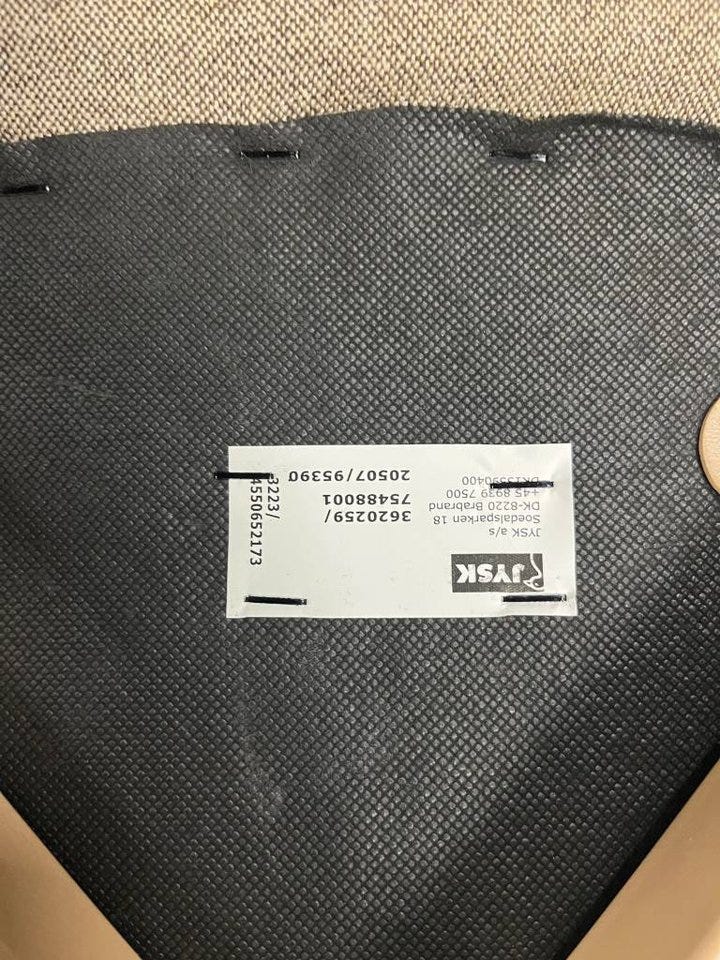 JYSK
JYSK a/s
Soedalsparken 18
DK-8220 Brabrand
+45 8939 7500
DK13590400
3620259/
75488001
20507/95390
3223/
4550652173